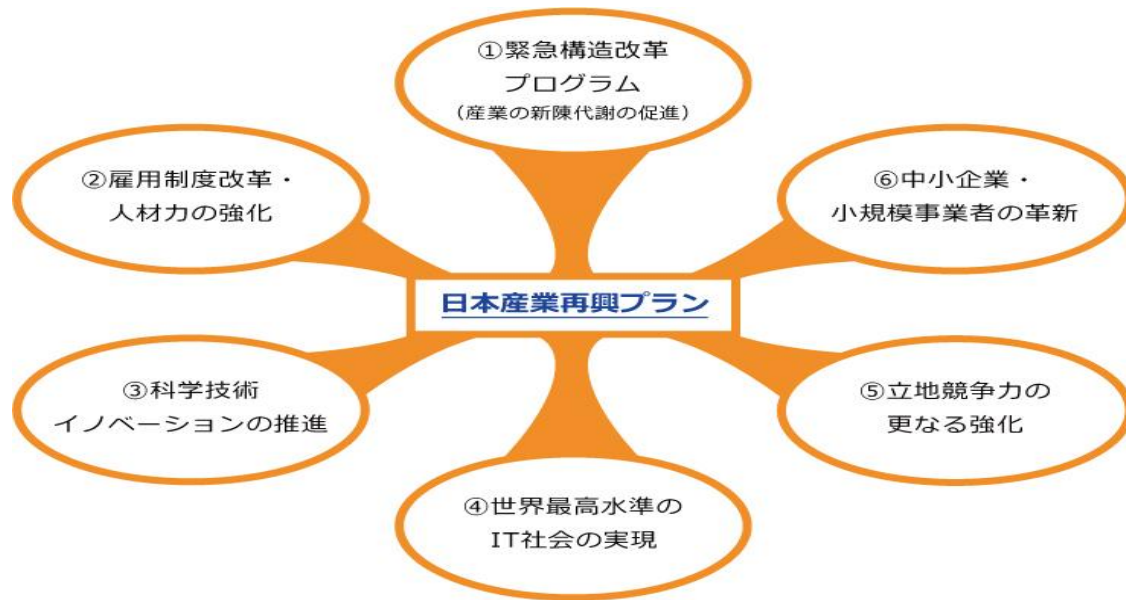 ①緊急構造改革
プログラム
（産業の新陳代謝の促進）
②雇用制度改革・
人材力の強化
⑥中小企業・
小規模事業者の革新
日本産業再興プラン
③科学技術
イノベーションの推進
⑤立地競争力の
更なる強化
④世界最高水準の
IT社会の実現